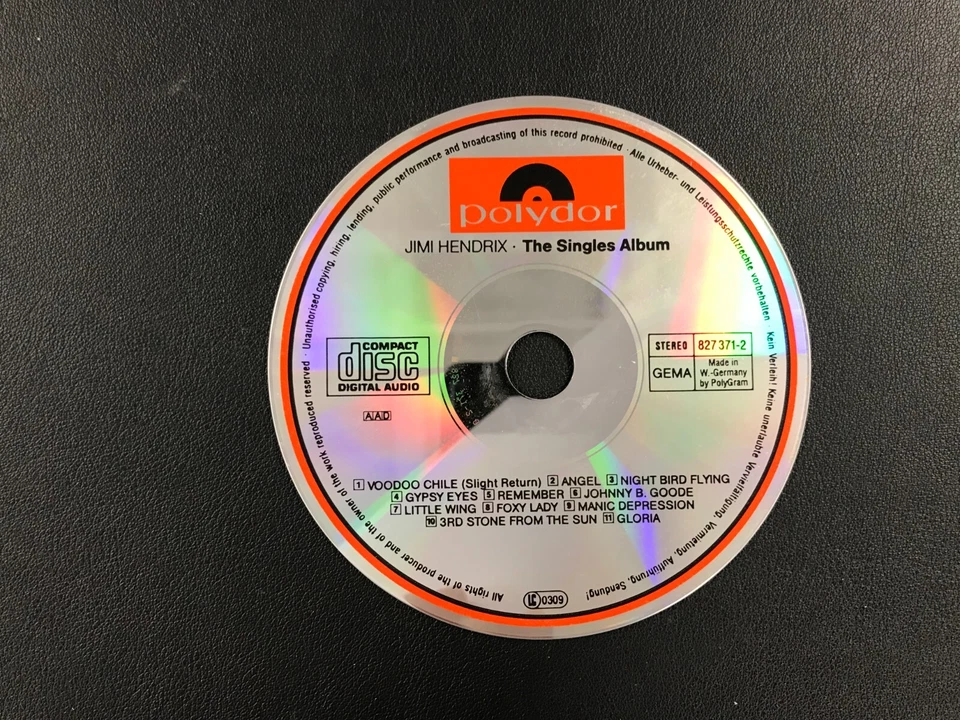 All rights of the producer and of the owner of the work reproduced reserved · Unauthorised copying, hiring, lending, public performance and broadcasting of this record prohibited · Alle Urheber- und Leistungsschutzrechte vorbehalten · Kein Verleih! Keine unerlaubte Vervielfältigung, Vermietung, Aufführung, Sendung!
polydor
JIMI HENDRIX · The Singles Album
COMPACT
disc
DIGITAL AUDIO
AAD
STEREO 827 371-2
GEMA
Made in
W.-Germany
by PolyGram
1 VOODOO CHILE (Slight Return) 2 ANGEL 3 NIGHT BIRD FLYING
4 GYPSY EYES 5 REMEMBER 6 JOHNNY B. GOODE
7 LITTLE WING 8 FOXY LADY 9 MANIC DEPRESSION
10 3RD STONE FROM THE SUN 11 GLORIA
LC 0309